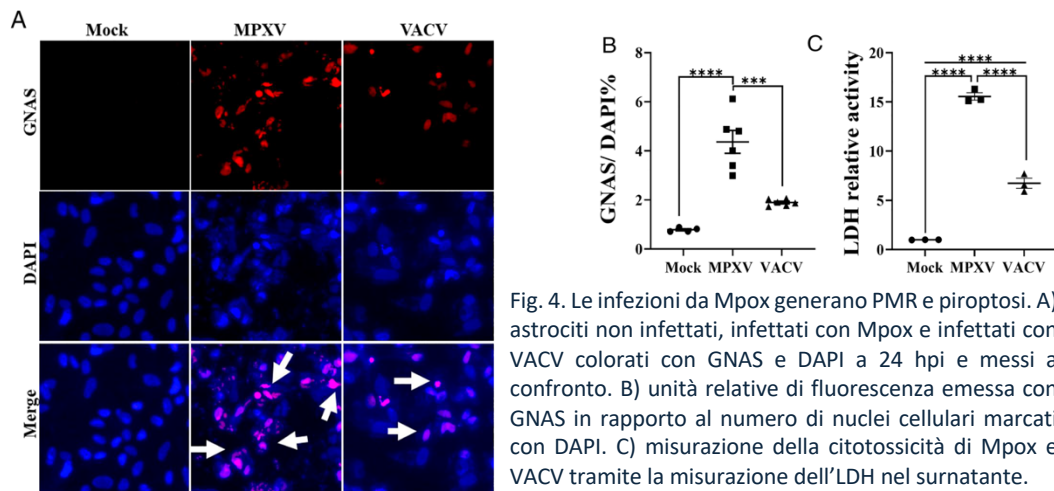 A
Mock MPXV VACV
GNAS
DAPI
Merge
B
GNAS/ DAPI%
8
6
4
2
0
**** ***
Mock MPXV VACV
C
LDH relative activity
20
15
10
5
0
****
**** ****
Mock MPXV VACV
Fig. 4. Le infezioni da Mpox generano PMR e piroptosi. A)
astrociti non infettati, infettati con Mpox e infettati con
VACV colorati con GNAS e DAPI a 24 hpi e messi a
confronto. B) unità relative di fluorescenza emessa con
GNAS in rapporto al numero di nuclei cellulari marcati
con DAPI. C) misurazione della citotossicità di Mpox e
VACV tramite la misurazione dell’LDH nel surnatante.